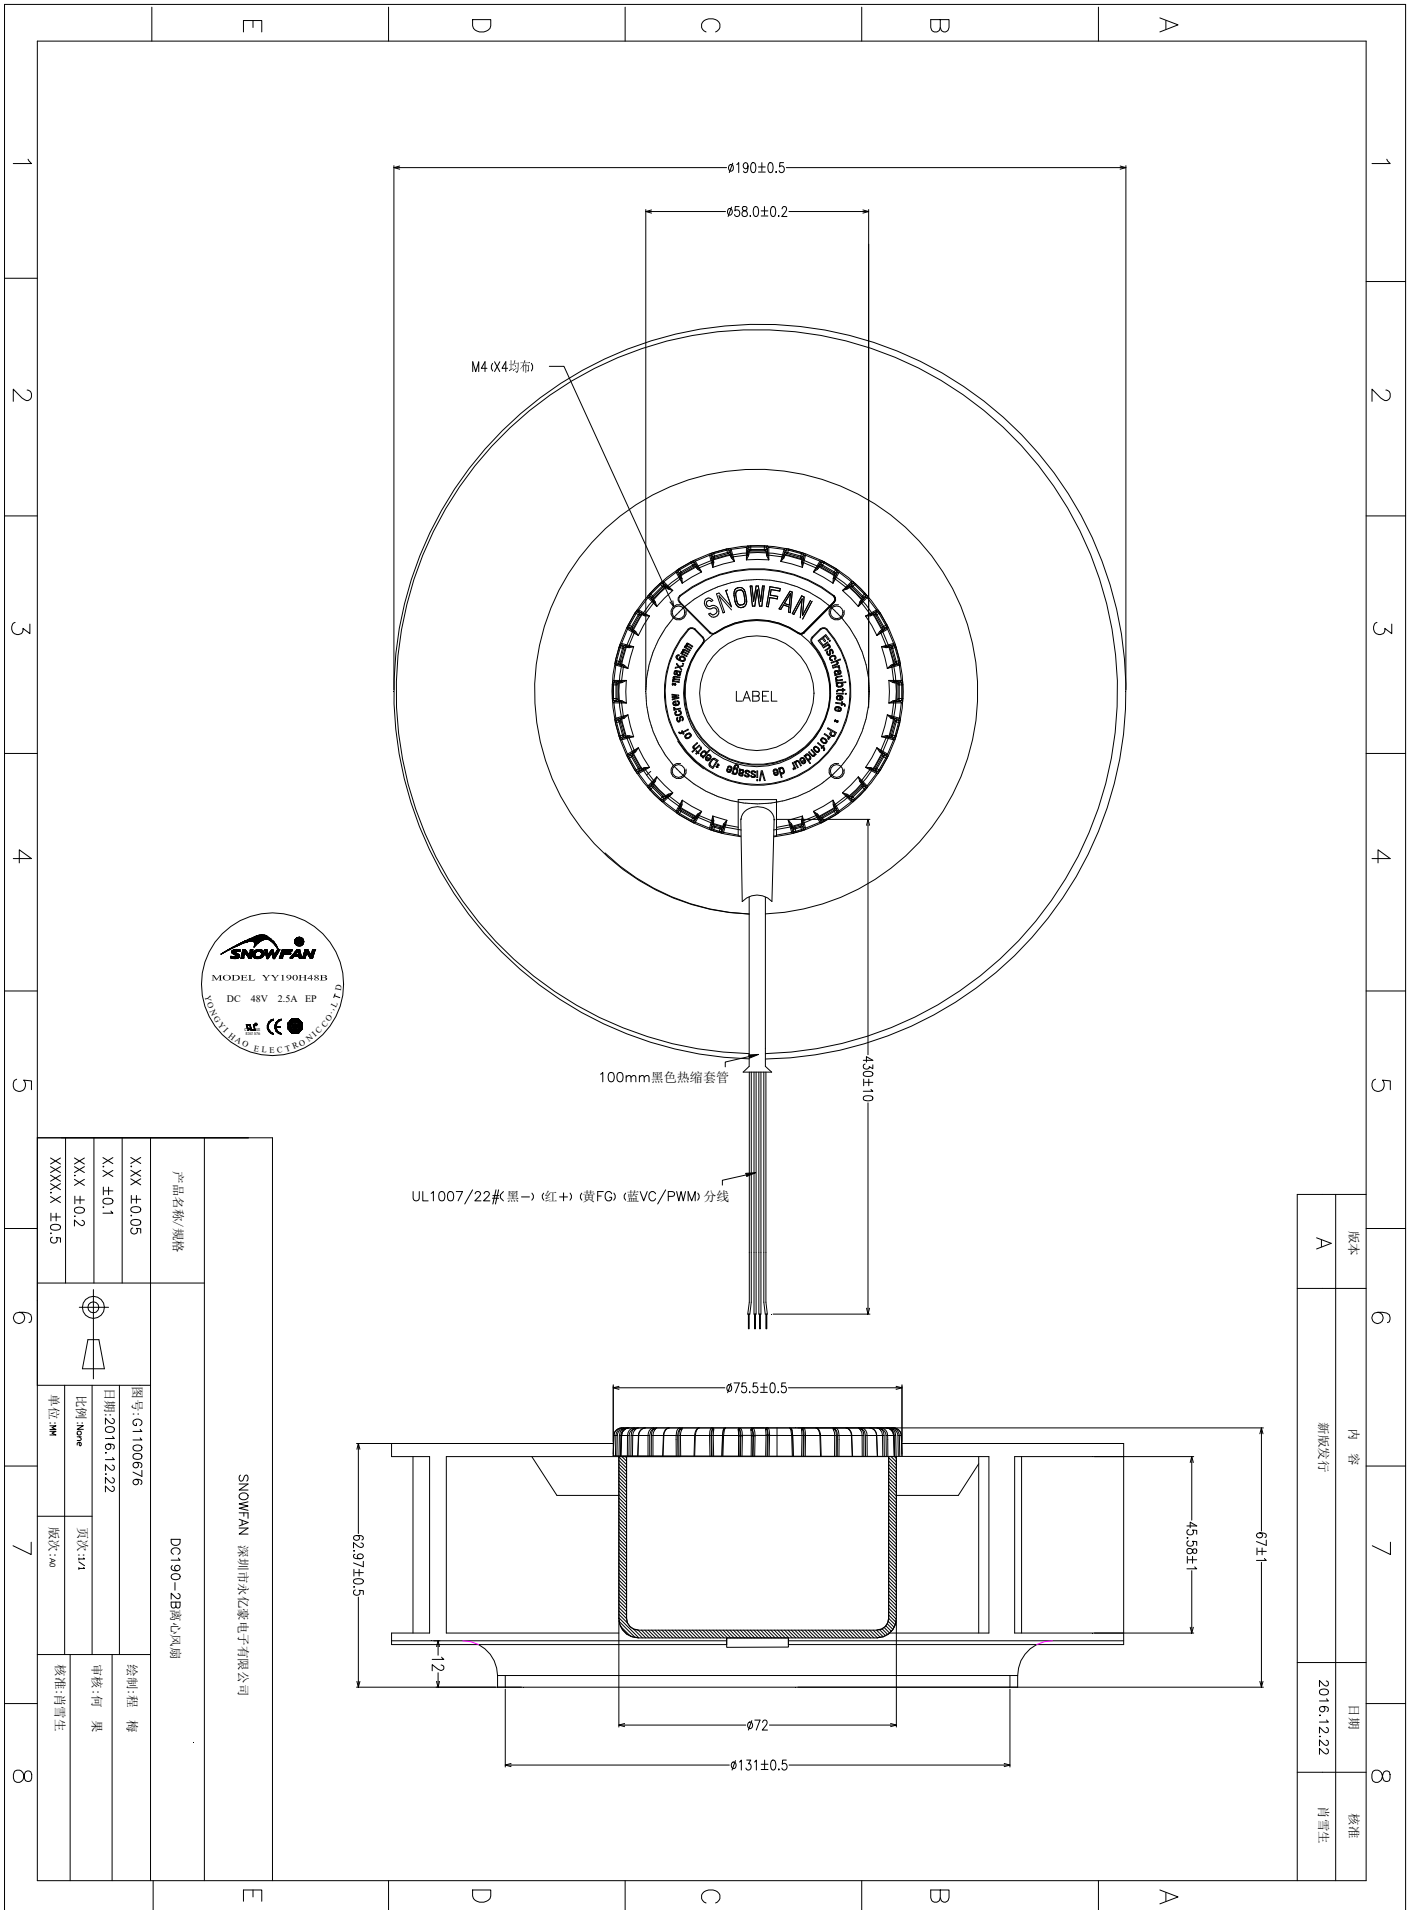 E
D
C
B
A
1
2
3
4
5
6
7
8
1
2
3
4
5
6
7
8
E
D
C
B
A
ø190±0.5
ø58.0±0.2
M4 (X4均布)
SNOWFAN
LABEL
Einschraubtiefe : Profondeur de Vissage :Depth of screw :max.6mm
430±10
100mm黑色热缩套管
UL1007/22#(黑-) (红+) (黄FG) (蓝VC/PWM) 分线
SNOWFAN
MODEL YY190H48B
DC 48V 2.5A EP
YONGYI HAO ELECTRONIC CO.,LTD
ø75.5±0.5
67±1
45.58±1
62.97±0.5
12
ø72
ø131±0.5
版本 内 容 日期 核准
A 新版发行 2016.12.22 肖雪生
SNOWFAN 深圳市永亿豪电子有限公司
产品名称/规格 DC190-2B离心风扇
X.XX ±0.05
X.X ±0.1
XX.X ±0.2
XXXX.X ±0.5
图号:G1100676
日期:2016.12.22
比例:None 页次:1/1
单位:MM 版次:A0
绘制:程 梅
审核:何 果
核准:肖雪生